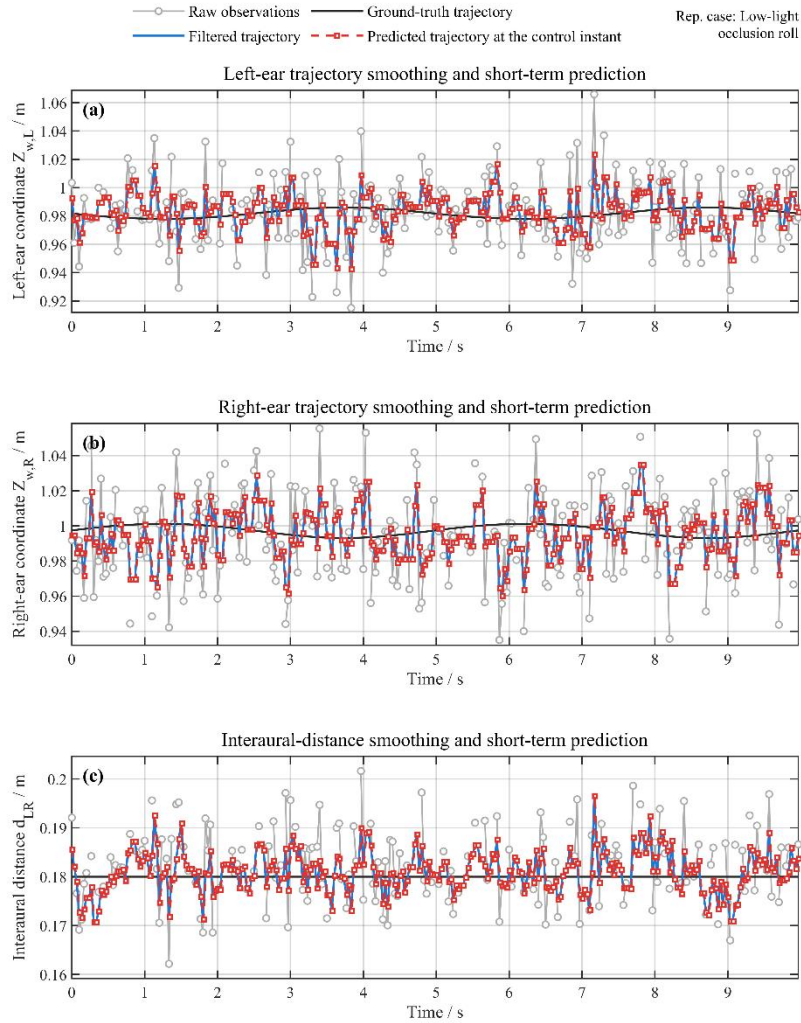 Raw observations
Ground-truth trajectory
Rep. case: Low-light
occlusion roll
Filtered trajectory
Predicted trajectory at the control instant
Left-ear trajectory smoothing and short-term prediction
(a)
Left-ear coordinate Z_{w,L} / m
1.06
1.04
1.02
1
0.98
0.96
0.94
0.92
0 1 2 3 4 5 6 7 8 9
Time / s
Right-ear trajectory smoothing and short-term prediction
(b)
Right-ear coordinate Z_{w,R} / m
1.04
1.02
1
0.98
0.96
0.94
0 1 2 3 4 5 6 7 8 9
Time / s
Interaural-distance smoothing and short-term prediction
(c)
Interaural distance d_{LR} / m
0.2
0.19
0.18
0.17
0.16
0 1 2 3 4 5 6 7 8 9
Time / s